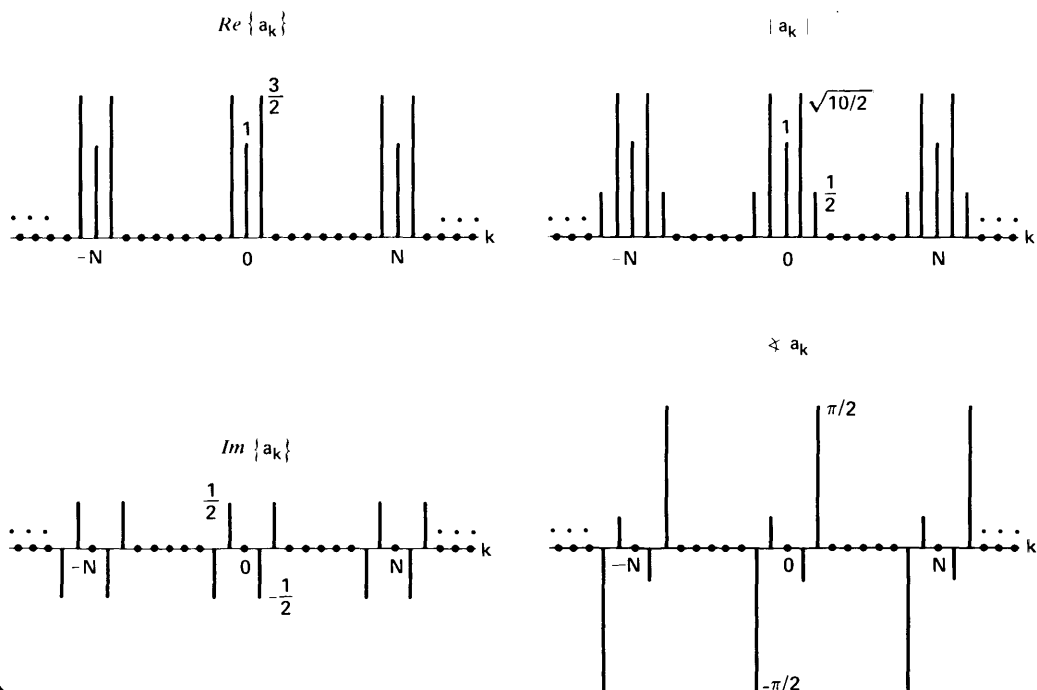 Re {a_k}
3/2
1
. . .
. . .
-N
0
N
k
| a_k |
√10/2
1
1/2
. . .
. . .
-N
0
N
k
Im {a_k}
1/2
. . .
. . .
-N
0
N
k
-1/2
∢ a_k
π/2
. . .
. . .
-N
0
N
k
-π/2